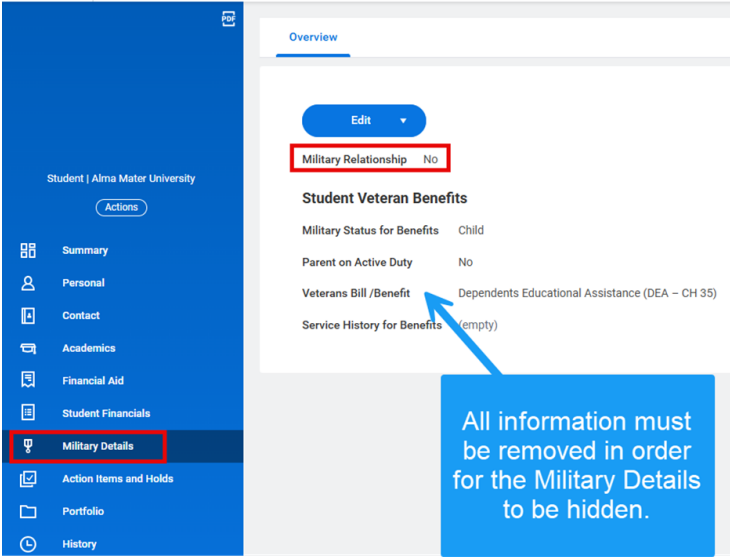 PDF
Student | Alma Mater University
Actions
Summary
Personal
Contact
Academics
Financial Aid
Student Financials
Military Details
Action Items and Holds
Portfolio
History
Overview
Edit
Military Relationship No
Student Veteran Benefits
Military Status for Benefits Child
Parent on Active Duty No
Veterans Bill /Benefit Dependents Educational Assistance (DEA – CH 35)
Service History for Benefits (empty)
All information must
be removed in order
for the Military Details
to be hidden.